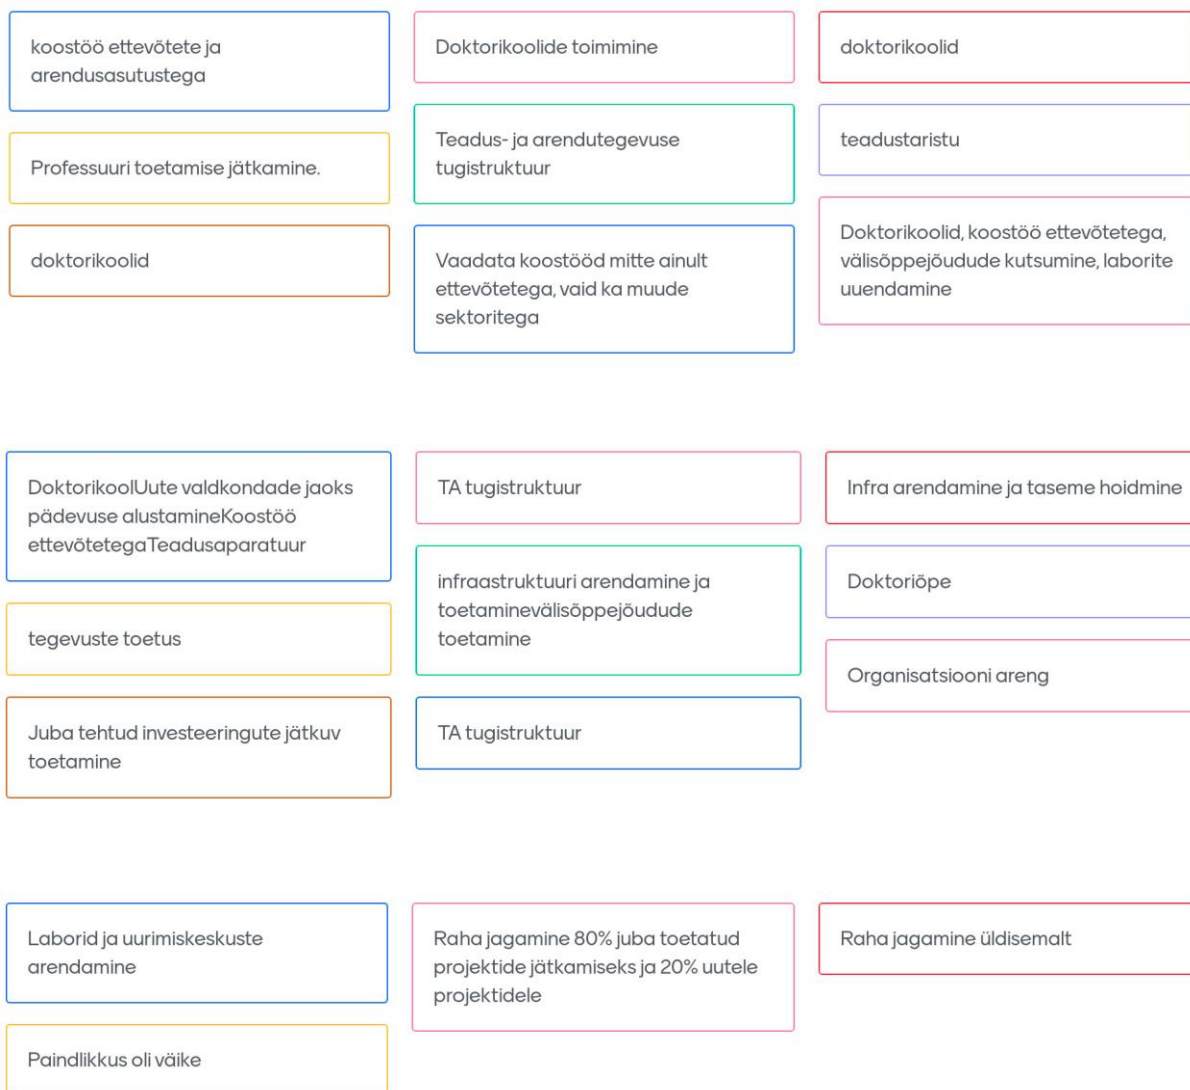 koostöö ettevõtete ja
arendusasutustega
Professuuri toetamise jätkamine.
doktorikoolid
Doktorikoolide toimimine
Teadus- ja arendutegevuse
tugistruktuur
Vaadata koostööd mitte ainult
ettevõtetega, vaid ka muude
sektoritega
doktorikoolid
teadustaristu
Doktorikoolid, koostöö ettevõtetega,
välisõppejõudude kutsumine, laborite
uuendamine
DoktorikoolUute valdkondade jaoks
pädevuse alustamineKoostöö
ettevõtetegaTeadusaparatuur
tegevuste toetus
Juba tehtud investeeringute jätkuv
toetamine
TA tugistruktuur
infraastruktuuri arendamine ja
toetaminevälisõppejõudude
toetamine
TA tugistruktuur
Infra arendamine ja taseme hoidmine
Doktoriõpe
Organisatsiooni areng
Laborid ja uurimiskeskuste
arendamine
Paindlikkus oli väike
Raha jagamine 80% juba toetatud
projektide jätkamiseks ja 20% uutele
projektidele
Raha jagamine üldisemalt